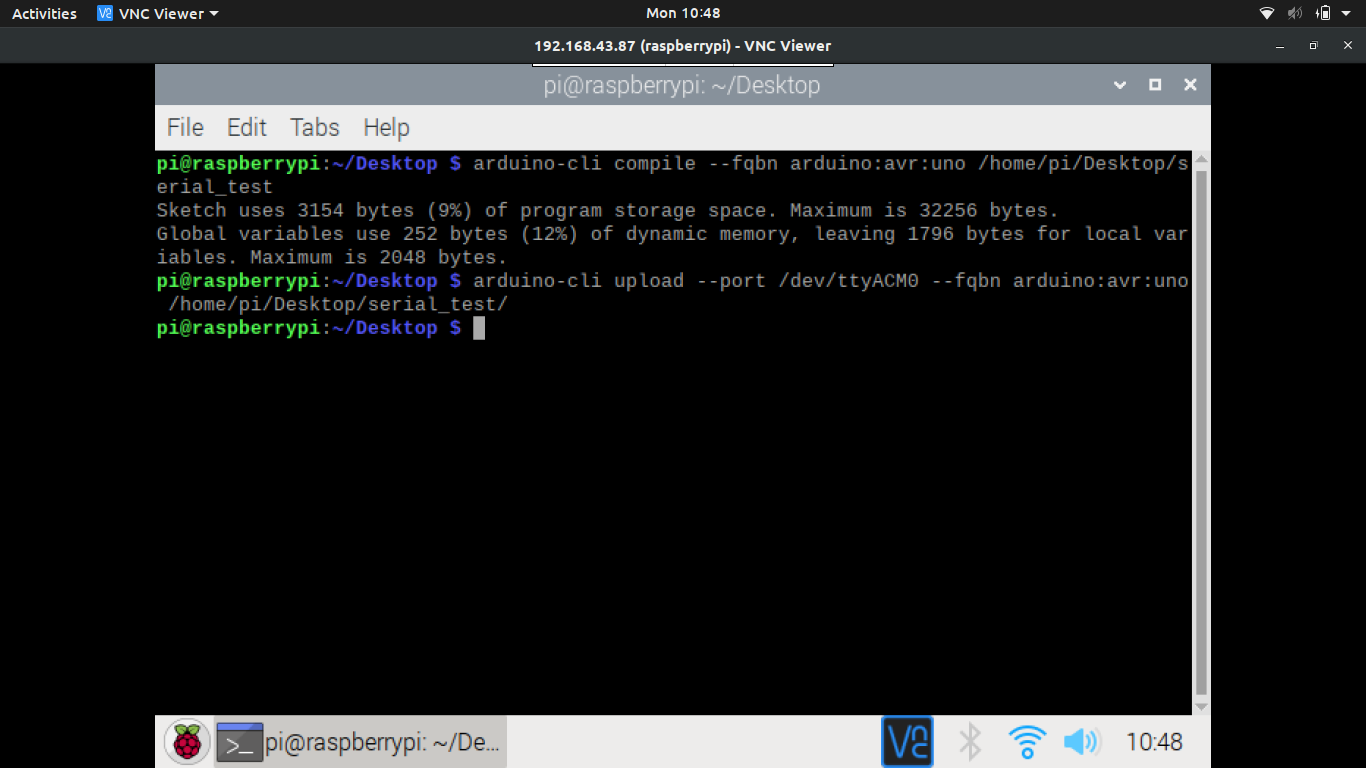 Activities VNC Viewer Mon 10:48
192.168.43.87 (raspberrypi) - VNC Viewer
pi@raspberrypi: ~/Desktop
File Edit Tabs Help
pi@raspberrypi:~/Desktop $ arduino-cli compile --fqbn arduino:avr:uno /home/pi/Desktop/s
erial_test
Sketch uses 3154 bytes (9%) of program storage space. Maximum is 32256 bytes.
Global variables use 252 bytes (12%) of dynamic memory, leaving 1796 bytes for local var
iables. Maximum is 2048 bytes.
pi@raspberrypi:~/Desktop $ arduino-cli upload --port /dev/ttyACM0 --fqbn arduino:avr:uno
 /home/pi/Desktop/serial_test/
pi@raspberrypi:~/Desktop $
pi@raspberrypi: ~/De... 10:48